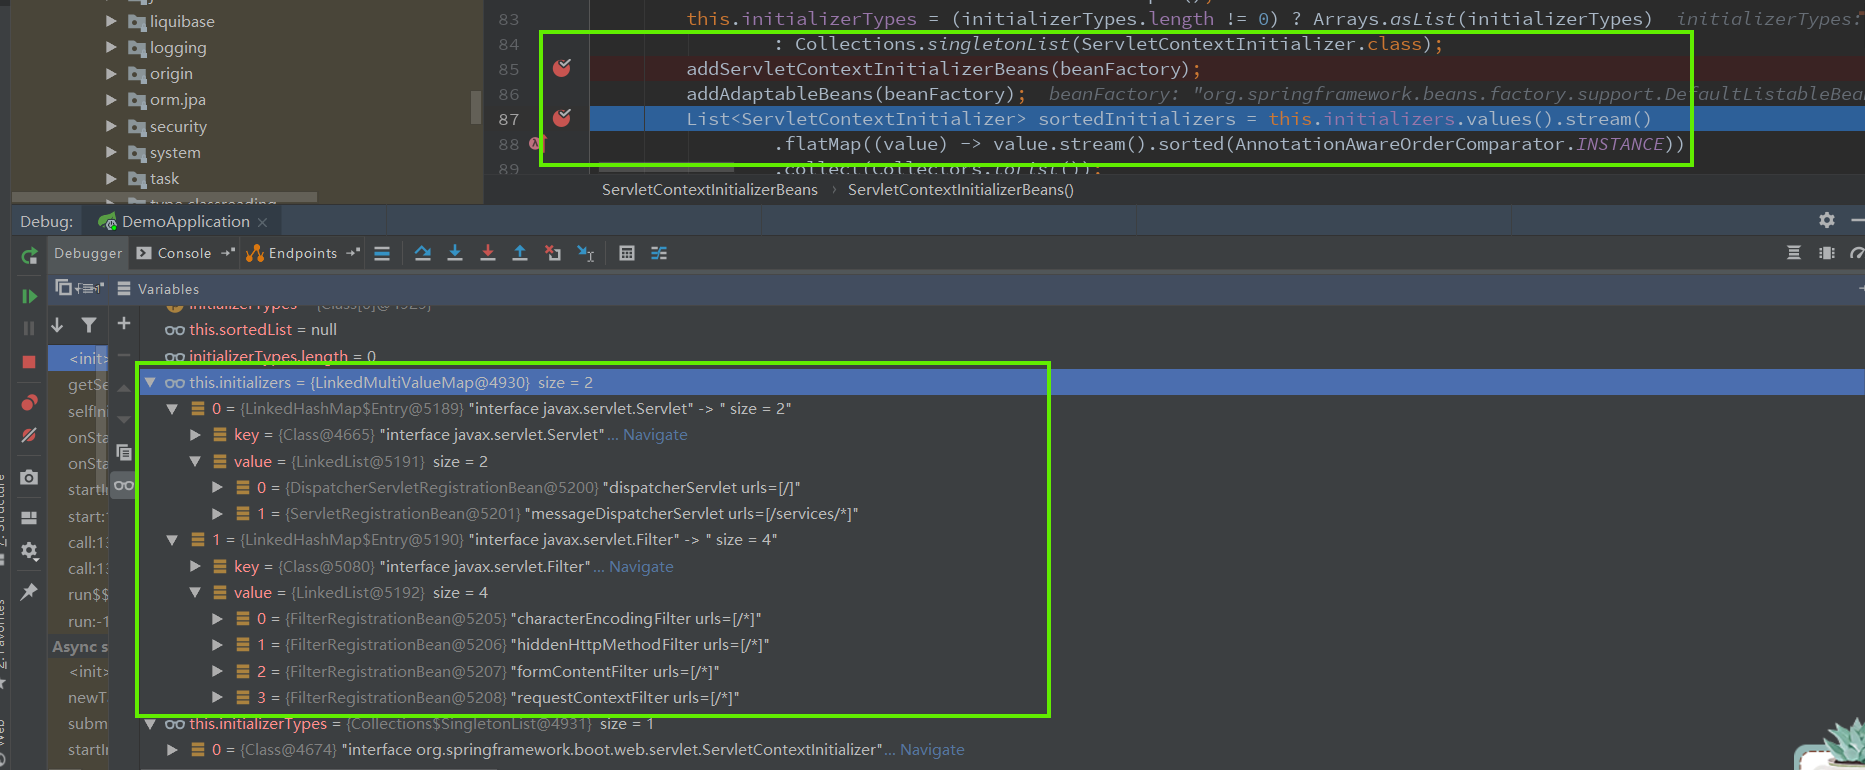 liquibase
logging
origin
orm.jpa
security
system
task
83 this.initializerTypes = (initializerTypes.length != 0) ? Arrays.asList(initializerTypes) initializerTypes:
84 : Collections.singletonList(ServletContextInitializer.class);
85 addServletContextInitializerBeans(beanFactory);
86 addAdaptableBeans(beanFactory); beanFactory: "org.springframework.beans.factory.support.DefaultListableBea
87 List<ServletContextInitializer> sortedInitializers = this.initializers.values().stream()
88 .flatMap((value) -> value.stream().sorted(AnnotationAwareOrderComparator.INSTANCE))
89 .collect(Collectors.toList());
ServletContextInitializerBeans › ServletContextInitializerBeans()
Debug: DemoApplication
Debugger Console Endpoints
Variables
this.sortedList = null
initializerTypes.length = 0
this.initializers = {LinkedMultiValueMap@4930} size = 2
0 = {LinkedHashMap$Entry@5189} "interface javax.servlet.Servlet" -> " size = 2"
key = {Class@4665} "interface javax.servlet.Servlet"... Navigate
value = {LinkedList@5191} size = 2
0 = {DispatcherServletRegistrationBean@5200} "dispatcherServlet urls=[/]"
1 = {ServletRegistrationBean@5201} "messageDispatcherServlet urls=[/services/*]"
1 = {LinkedHashMap$Entry@5190} "interface javax.servlet.Filter" -> " size = 4"
key = {Class@5080} "interface javax.servlet.Filter"... Navigate
value = {LinkedList@5192} size = 4
0 = {FilterRegistrationBean@5205} "characterEncodingFilter urls=[/*]"
1 = {FilterRegistrationBean@5206} "hiddenHttpMethodFilter urls=[/*]"
2 = {FilterRegistrationBean@5207} "formContentFilter urls=[/*]"
3 = {FilterRegistrationBean@5208} "requestContextFilter urls=[/*]"
this.initializerTypes = {Collections$SingletonList@4931} size = 1
0 = {Class@4674} "interface org.springframework.boot.web.servlet.ServletContextInitializer"... Navigate
<init>
getSe
selfIni
onSta
onSta
startIn
start:
call:13
call:13
run$$
run:-1
Async s
<init>
newT
subm
startIn